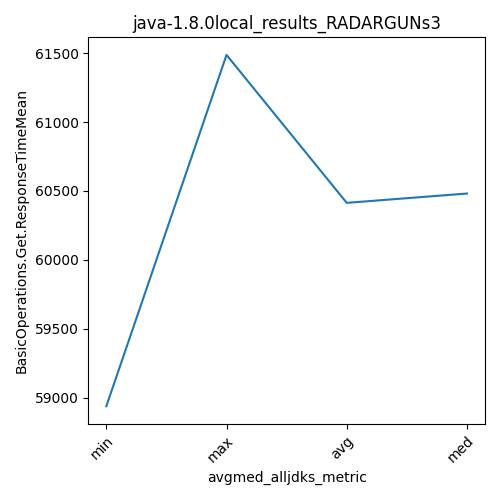 java-1.8.0local_results_RADARGUNs3
BasicOperations.Get.ResponseTimeMean
61500
61000
60500
60000
59500
59000
min
max
avg
med
avgmed_alljdks_metric